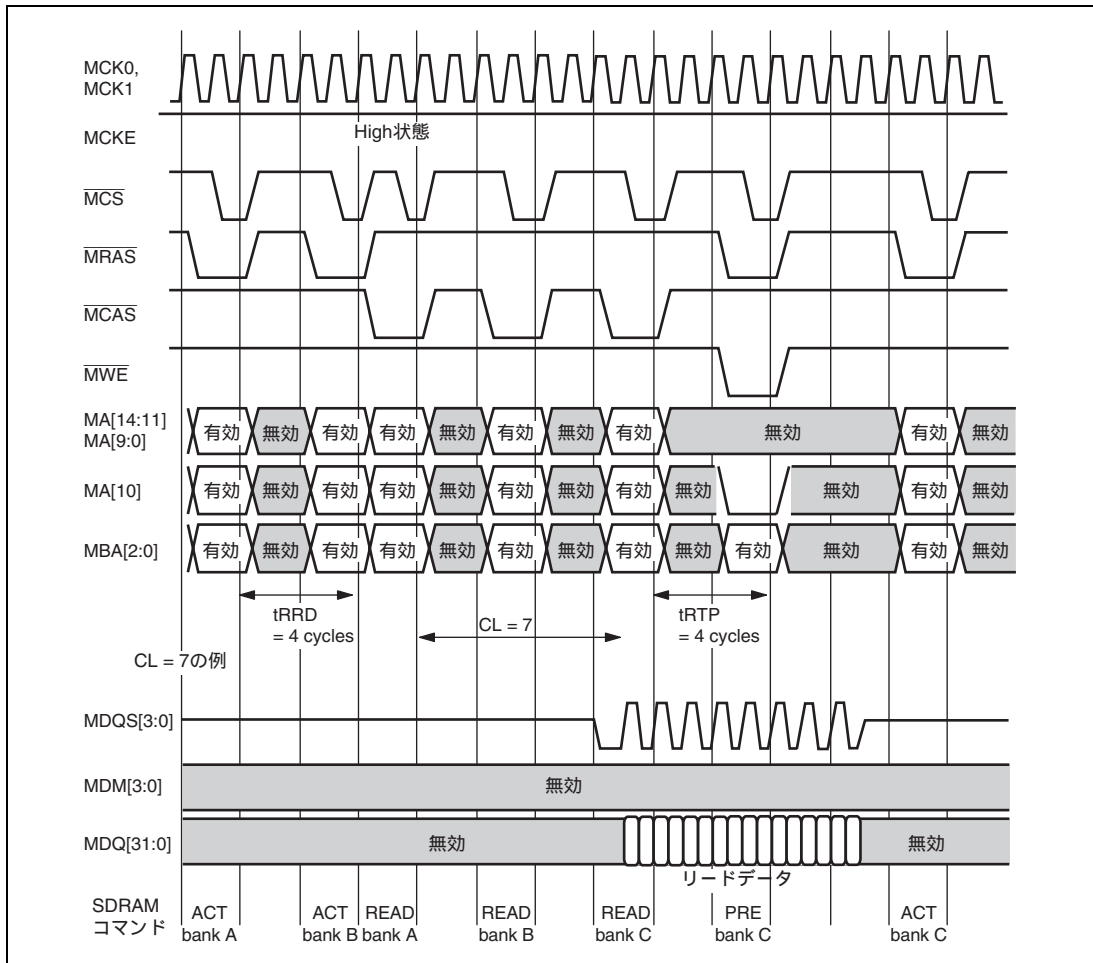 MCK0,
MCK1
High状態
MCKE
MCS
MRAS
MCAS
MWE
MA[14:11]
MA[9:0]
有効 無効 有効 有効 無効 有効 無効 有効 無効 有効 無効
MA[10]
有効 無効 有効 有効 無効 有効 無効 有効 無効 無効 有効 無効
MBA[2:0]
有効 無効 有効 有効 無効 有効 無効 有効 無効 有効 無効 有効 無効
tRRD
= 4 cycles
CL = 7
tRTP
= 4 cycles
CL = 7の例
MDQS[3:0]
MDM[3:0]
無効
MDQ[31:0]
無効 無効
リードデータ
SDRAM
コマンド
ACT ACT READ READ READ PRE ACT
bank A bank B bank A bank B bank C bank C bank C